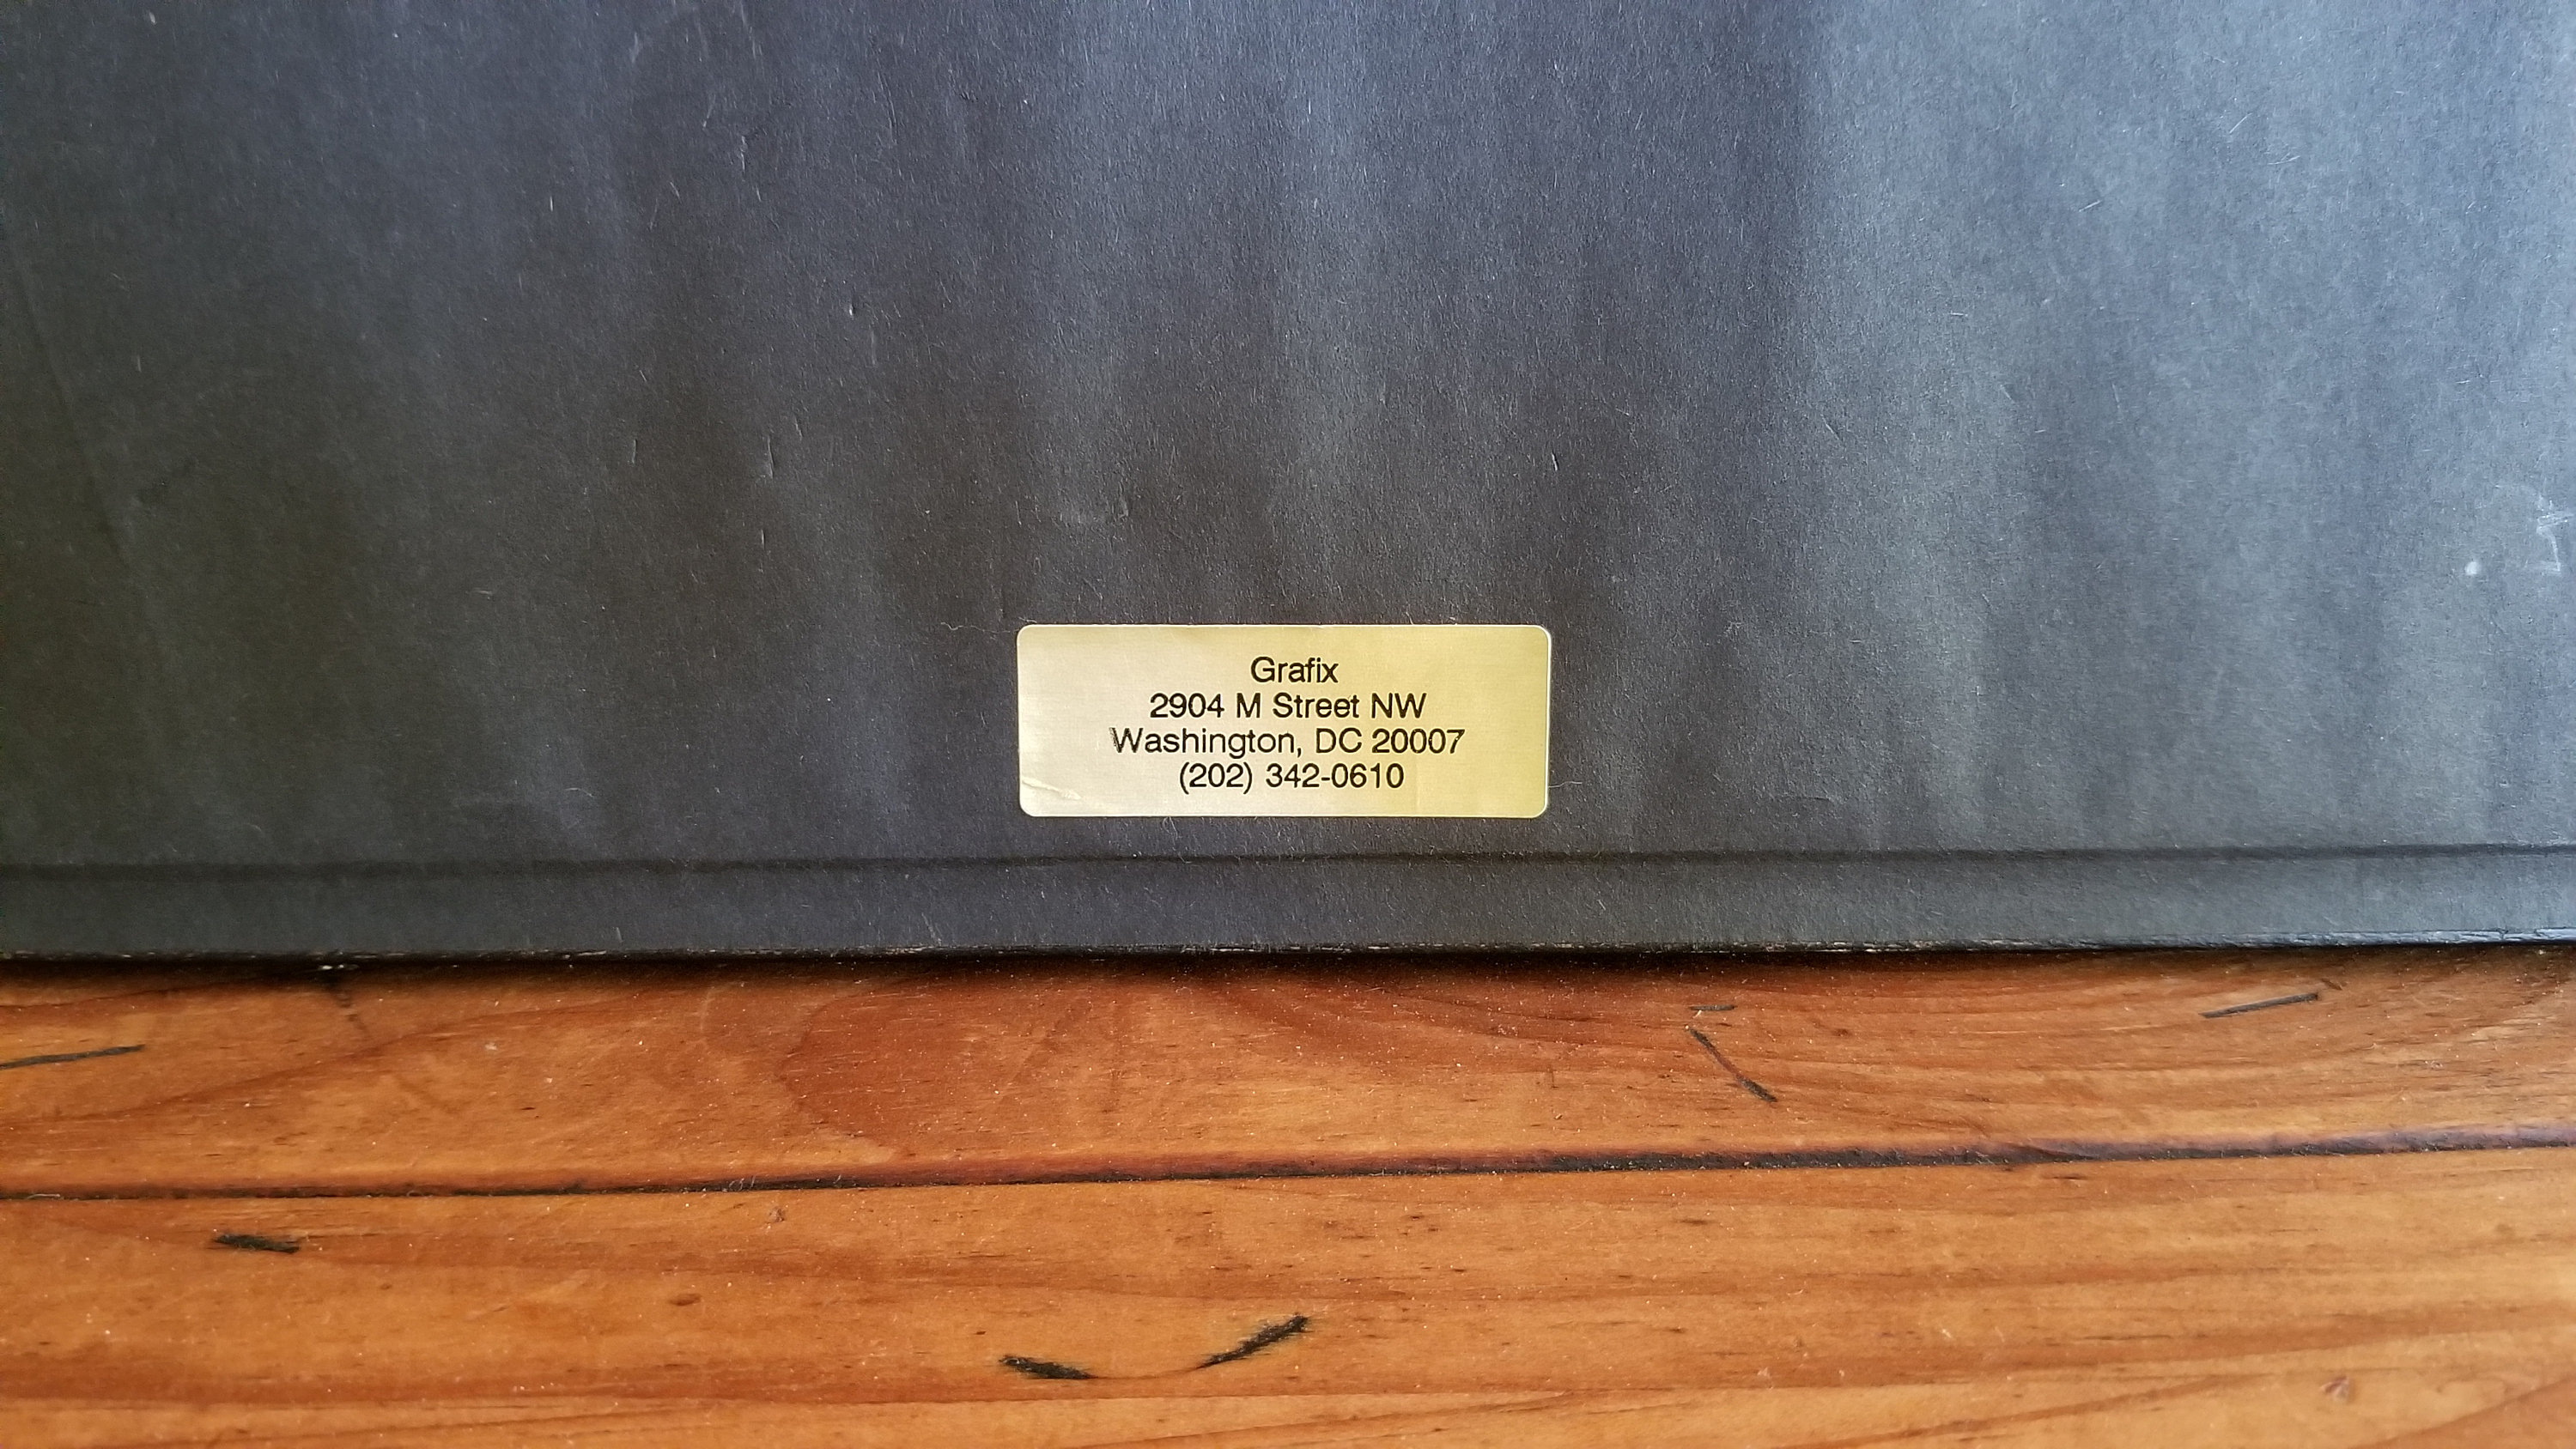 Grafix
2904 M Street NW
Washington, DC 20007
(202) 342-0610